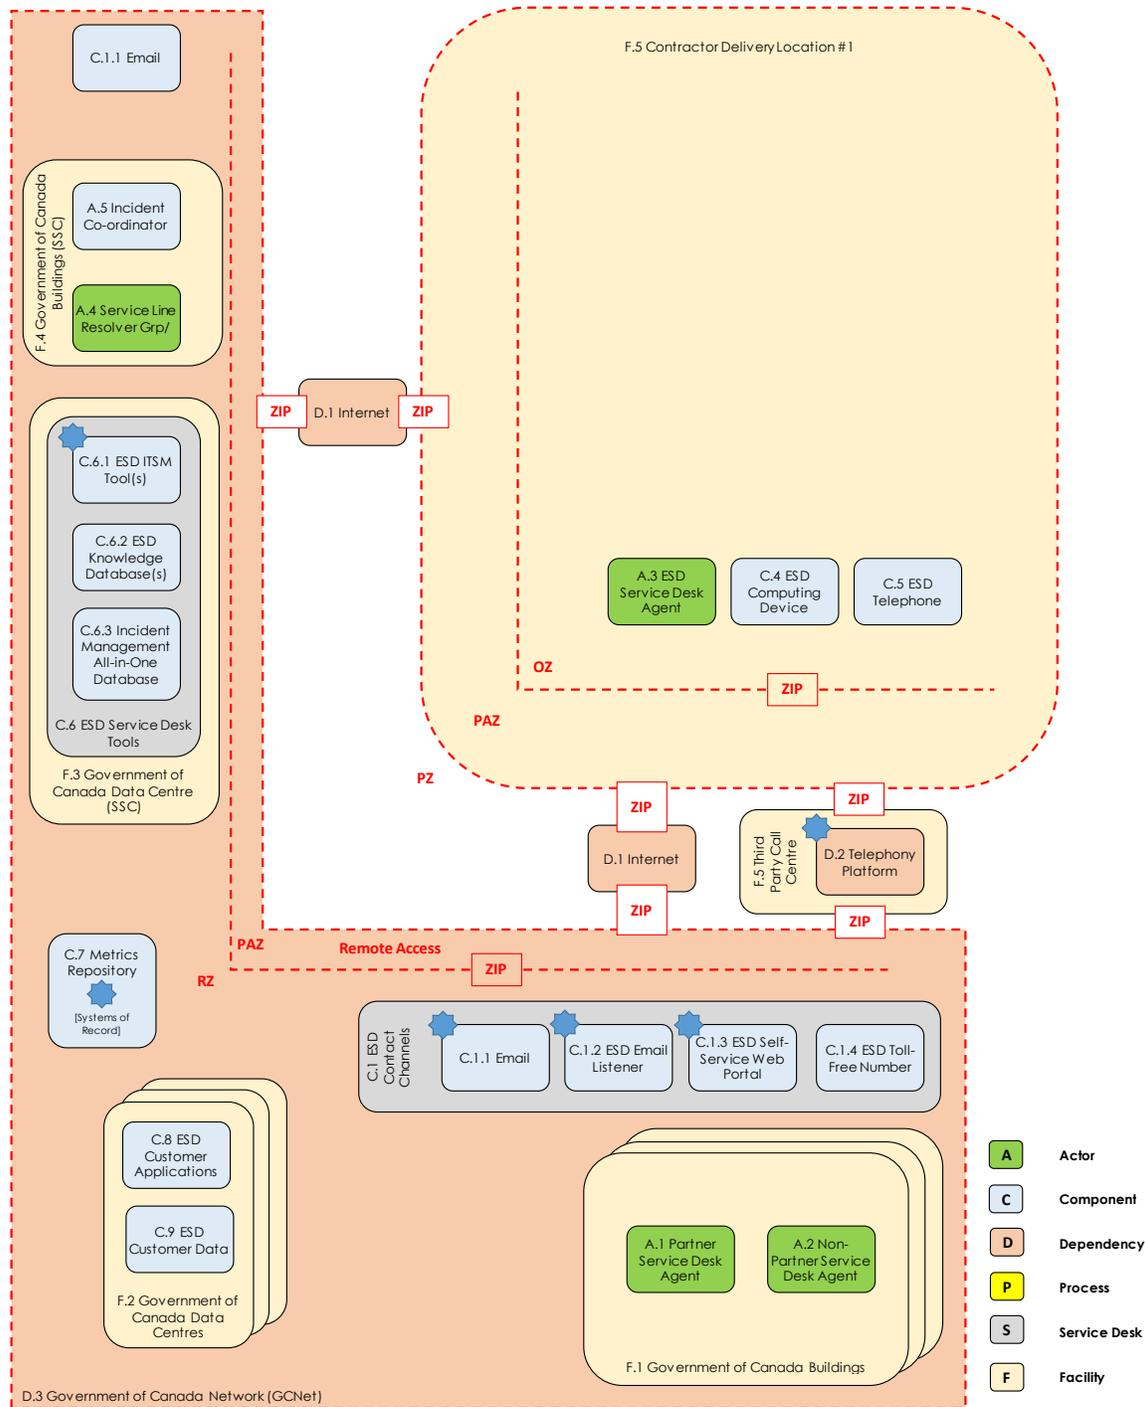 C.1.1 Email
F.5 Contractor Delivery Location #1
F.4 Government of Canada
Buildings (SSC)
A.5 Incident
Co-ordinator
A.4 Service Line
Resolver Grp/
ZIP
D.1 Internet
ZIP
C.6.1 ESD ITSM
Tool(s)
C.6.2 ESD
Knowledge
Database(s)
C.6.3 Incident
Management
All-in-One
Database
C.6 ESD Service Desk
Tools
F.3 Government of
Canada Data Centre
(SSC)
A.3 ESD
Service Desk
Agent
C.4 ESD
Computing
Device
C.5 ESD
Telephone
OZ
ZIP
PAZ
PZ
ZIP
D.1 Internet
ZIP
ZIP
F.5 Third
Party Call
Centre
D.2 Telephony
Platform
ZIP
PAZ
Remote Access
ZIP
RZ
C.7 Metrics
Repository
[Systems of
Record]
C.1 ESD
Contact
Channels
C.1.1 Email
C.1.2 ESD Email
Listener
C.1.3 ESD Self-
Service Web
Portal
C.1.4 ESD Toll-
Free Number
C.8 ESD
Customer
Applications
C.9 ESD
Customer Data
F.2 Government of
Canada Data
Centres
A.1 Partner
Service Desk
Agent
A.2 Non-
Partner Service
Desk Agent
F.1 Government of Canada Buildings
D.3 Government of Canada Network (GCNet)
A Actor
C Component
D Dependency
P Process
S Service Desk
F Facility